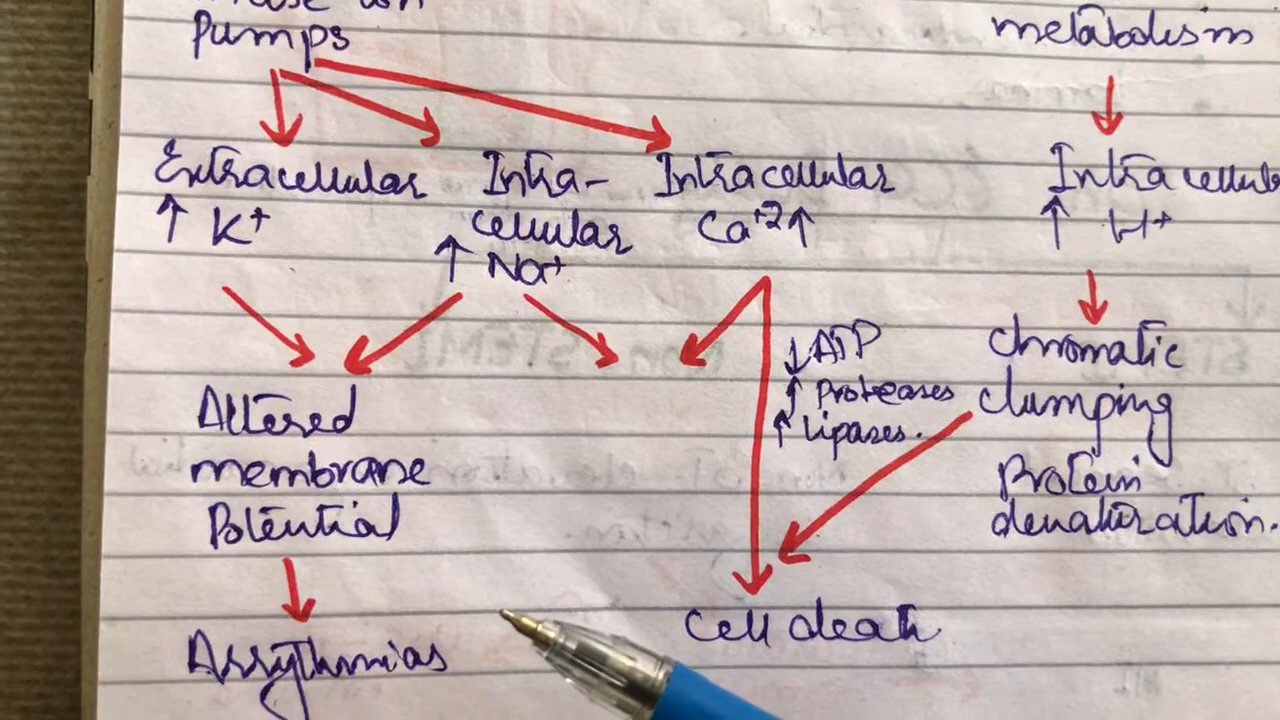 Pumps
metabolism
Extracellular
↑ K+
Intra-
cellular
↑ Na+
Intracellular
Ca+2↑
Intracellul
↑ H+
Altered
membrane
Potential
Arrythmias
↓ATP
↑ Proteases
↑ Lipases.
Chromatic
clumping
Protein
denaturation.
Cell death